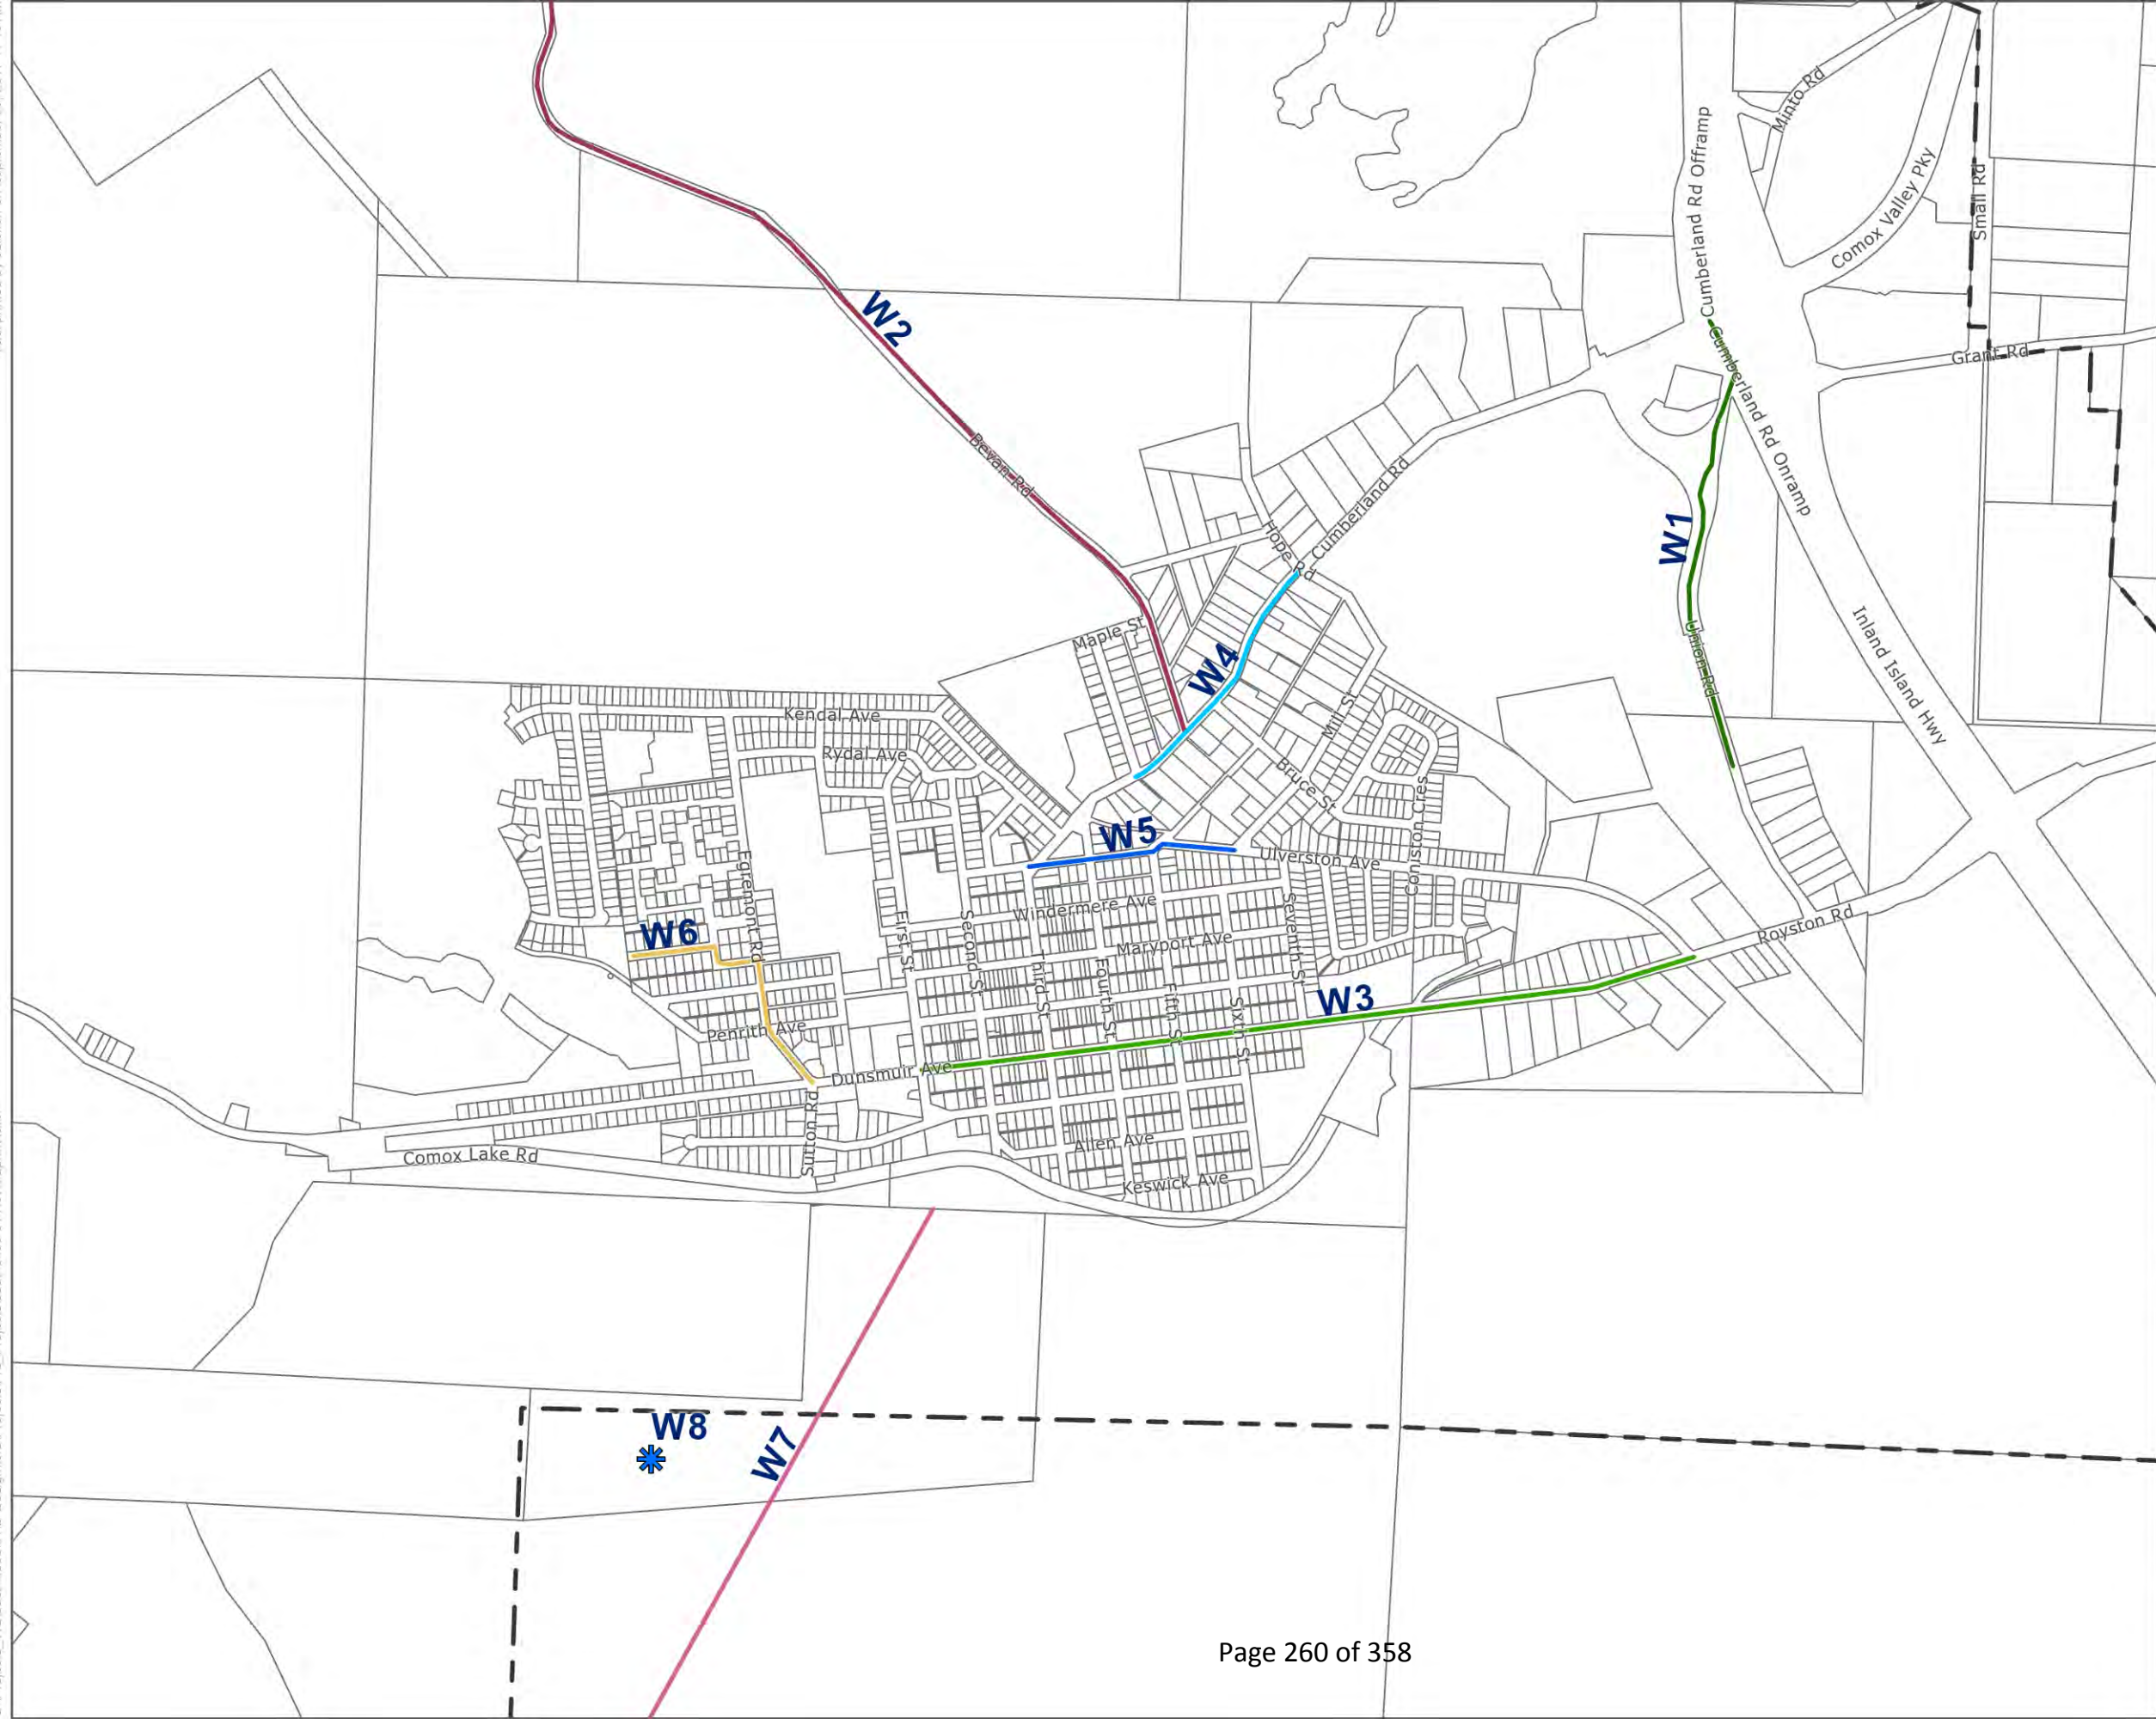 Minto Rd
Cumberland Rd Offramp
Comox Valley Pky
Small Rd
W2
Cumberland Rd Onramp
Grant Rd
Bevan Rd
Cumberland Rd
Hope Rd
W1
Inland Island Hwy
Union Rd
Maple St
W4
Mill St
Kendal Ave
Rydal Ave
Bruce St
Coniston Cres
W5
Ulverston Ave
Egremont Rd
Windermere Ave
Seventh St
First St
Second St
Royston Rd
W6
Maryport Ave
Third St
Fourth St
Fifth St
Sixth St
W3
Penrith Ave
Dunsmuir Ave
Sutton Rd
Allen Ave
Comox Lake Rd
Keswick Ave
W8
W7
Page 260 of 358